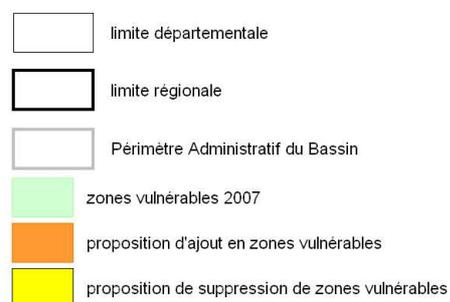 limite départementale
limite régionale
Périmètre Administratif du Bassin
zones vulnérables 2007
proposition d'ajout en zones vulnérables
proposition de suppression de zones vulnérables